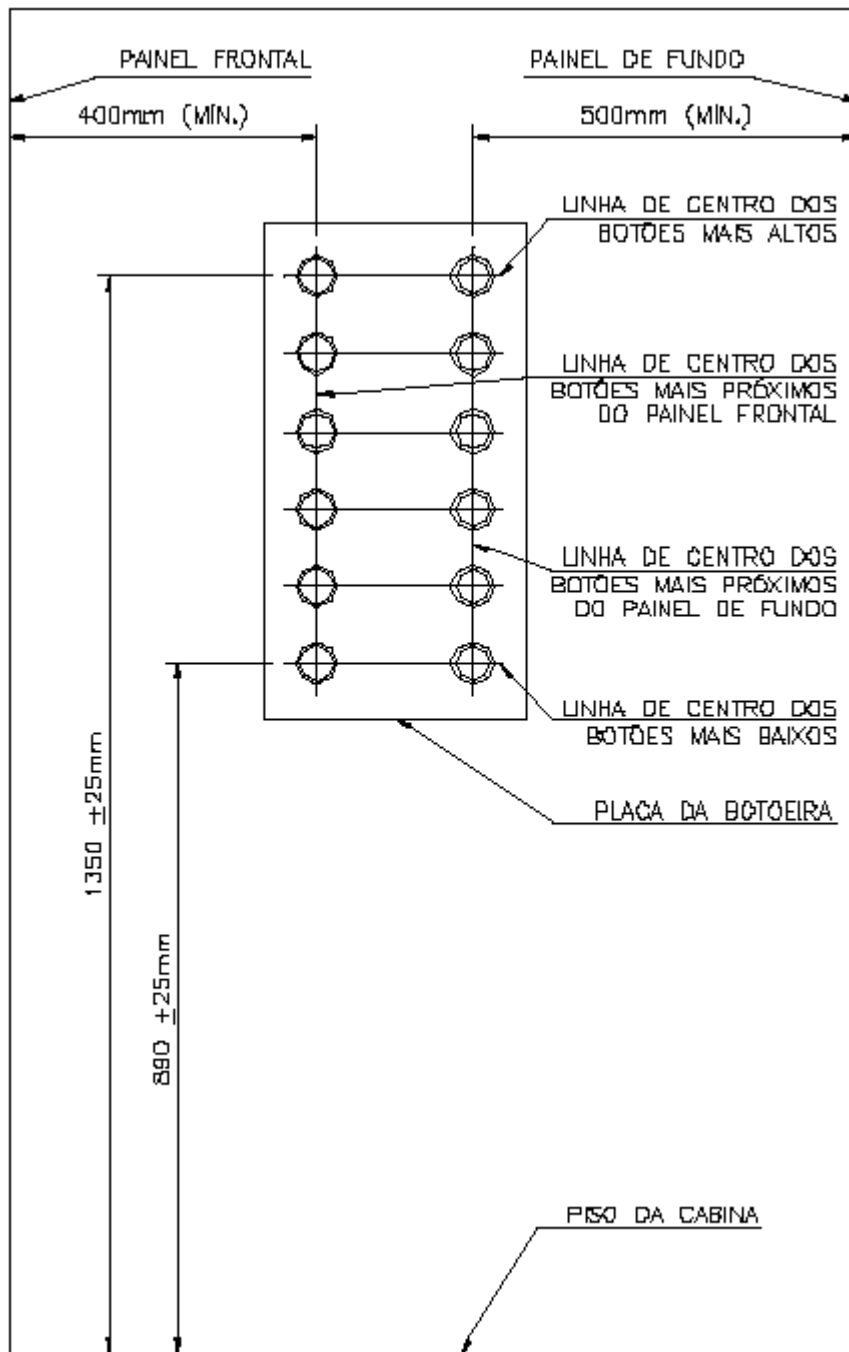 PAINEL FRONTAL
PAINEL DE FUNDO
400mm (MÍN.)
500mm (MÍN.)
LINHA DE CENTRO DOS
BOTÕES MAIS ALTOS
LINHA DE CENTRO DOS
BOTÕES MAIS PRÓXIMOS
DO PAINEL FRONTAL
LINHA DE CENTRO DOS
BOTÕES MAIS PRÓXIMOS
DO PAINEL DE FUNDO
LINHA DE CENTRO DOS
BOTÕES MAIS BAIXOS
PLACA DA BOTOEIRA
1350 ±25mm
890 ±25mm
PISO DA CABINA